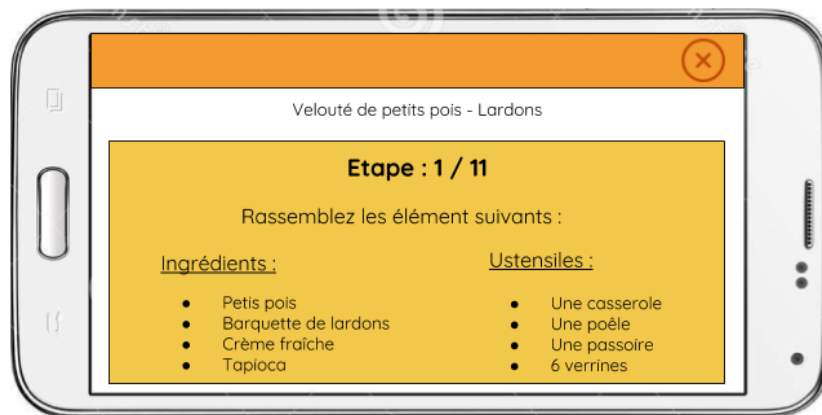 Velouté de petits pois - Lardons
Etape : 1 / 11
Rassemblez les élément suivants :
Ingrédients :
● Petis pois
● Barquette de lardons
● Crème fraîche
● Tapioca
Ustensiles :
● Une casserole
● Une poêle
● Une passoire
● 6 verrines